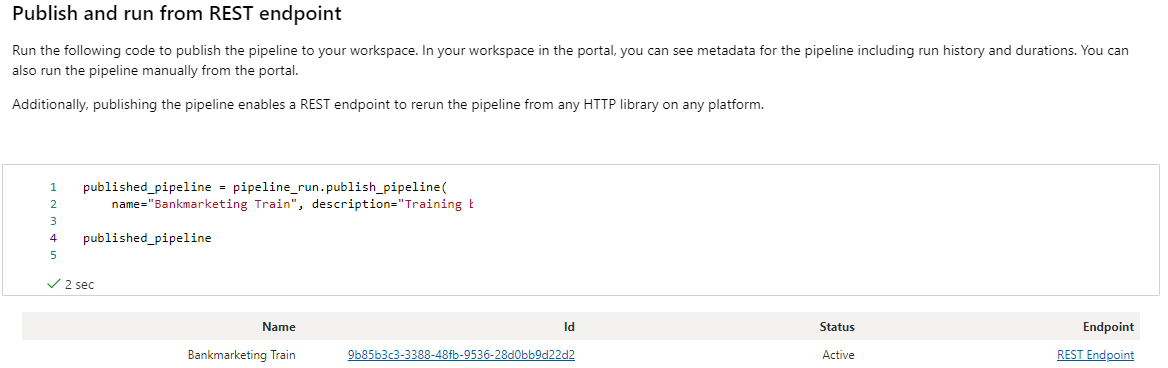 Publish and run from REST endpoint
Run the following code to publish the pipeline to your workspace. In your workspace in the portal, you can see metadata for the pipeline including run history and durations. You can
also run the pipeline manually from the portal.
Additionally, publishing the pipeline enables a REST endpoint to rerun the pipeline from any HTTP library on any platform.
1 published_pipeline = pipeline_run.publish_pipeline(
2 name="Bankmarketing Train", description="Training
3
4 published_pipeline
5
2 sec
Name Id Status Endpoint
Bankmarketing Train 9b85b3c3-3388-48fb-9536-28d0bb9d22d2 Active REST Endpoint